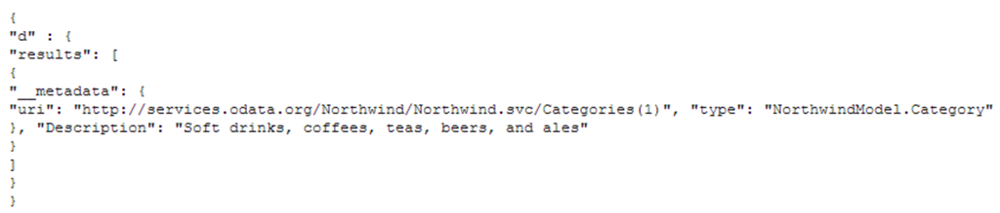 {
"d" : {
"results": [
{
"__metadata": {
"uri": "http://services.odata.org/Northwind/Northwind.svc/Categories(1)", "type": "NorthwindModel.Category"
}, "Description": "Soft drinks, coffees, teas, beers, and ales"
}
]
}
}